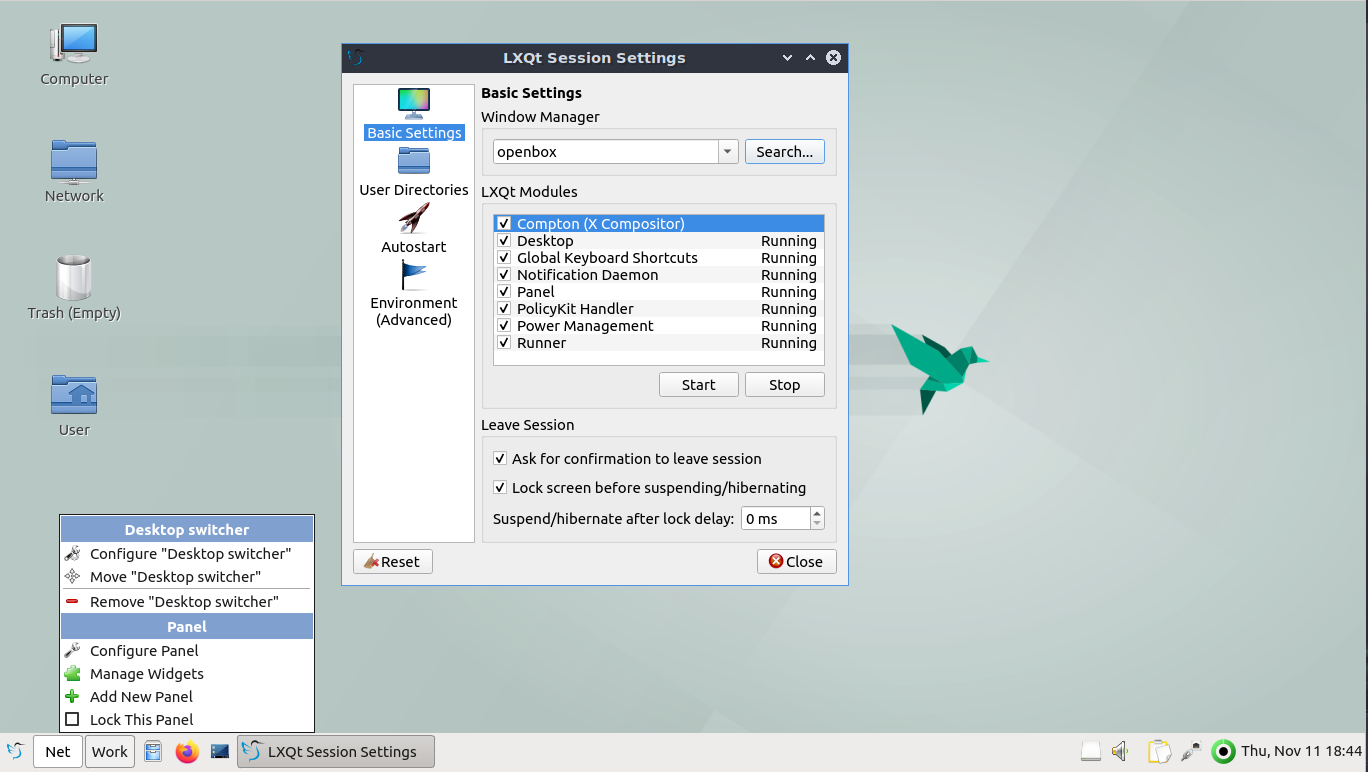 Computer
Network
Trash (Empty)
User
LXQt Session Settings
Basic Settings
User Directories
Autostart
Environment
(Advanced)
Basic Settings
Window Manager
openbox
Search...
LXQt Modules
Compton (X Compositor)
Desktop Running
Global Keyboard Shortcuts Running
Notification Daemon Running
Panel Running
PolicyKit Handler Running
Power Management Running
Runner Running
Start
Stop
Leave Session
Ask for confirmation to leave session
Lock screen before suspending/hibernating
Suspend/hibernate after lock delay: 0 ms
Reset
Close
Desktop switcher
Configure "Desktop switcher"
Move "Desktop switcher"
Remove "Desktop switcher"
Panel
Configure Panel
Manage Widgets
Add New Panel
Lock This Panel
Net
Work
LXQt Session Settings
Thu, Nov 11 18:44